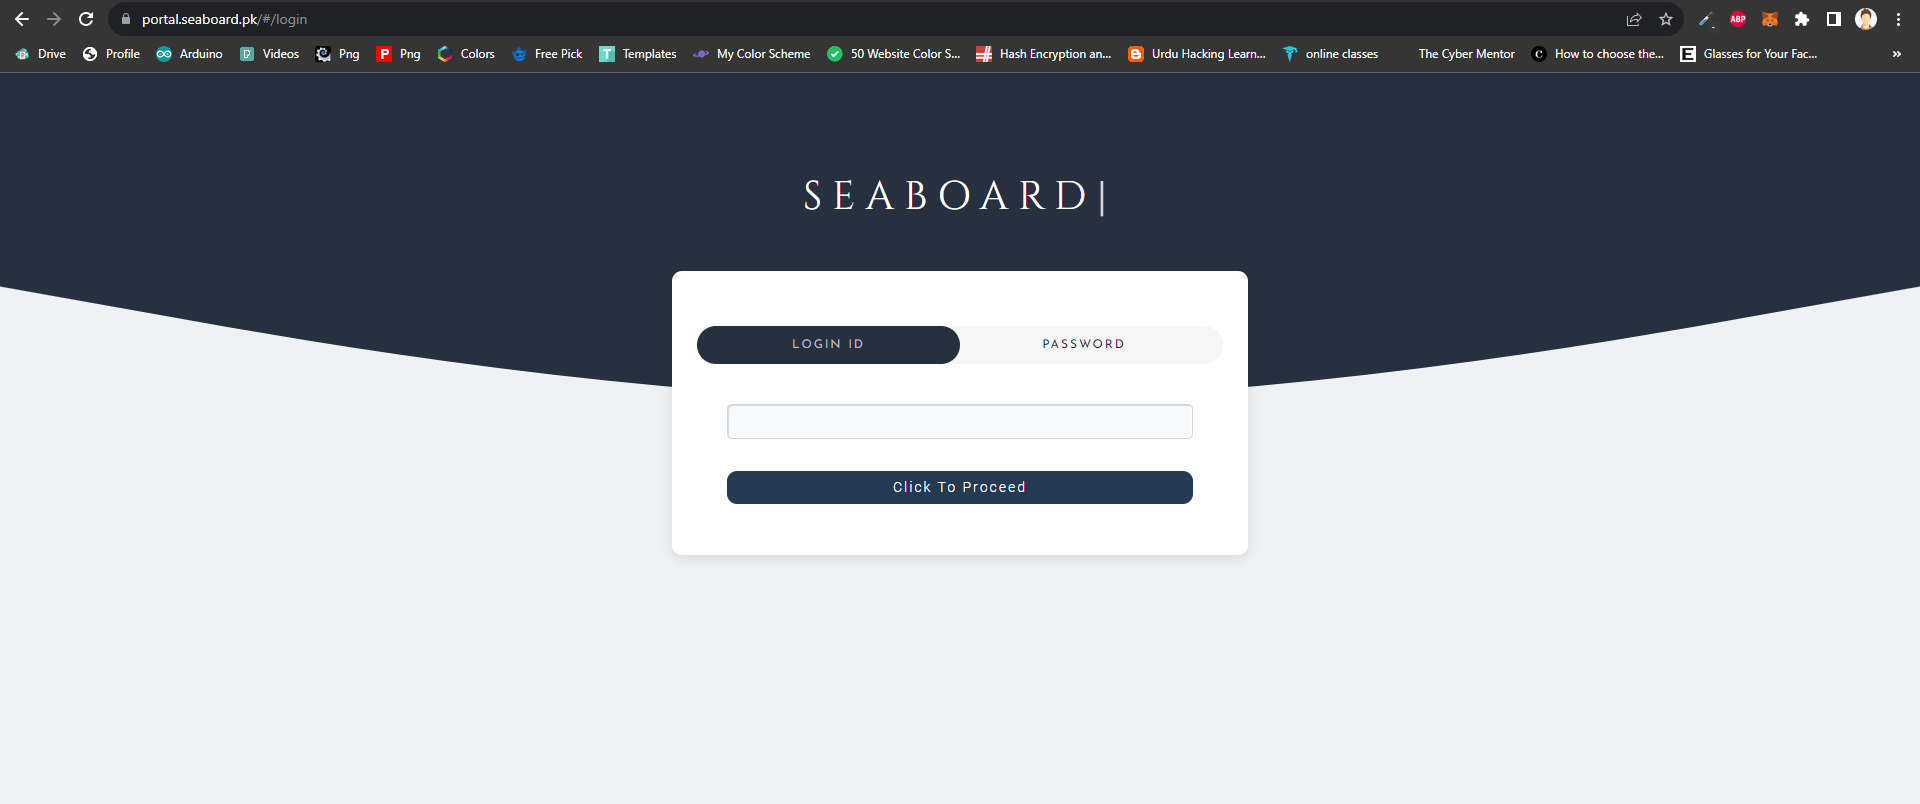 portal.seaboard.pk/#/login
ABP
Drive Profile Arduino Videos Png Png Colors Free Pick Templates My Color Scheme 50 Website Color S... Hash Encryption an... Urdu Hacking Learn... online classes The Cyber Mentor How to choose the... Glasses for Your Fac... »
SEABOARD|
LOGIN ID PASSWORD
Click To Proceed